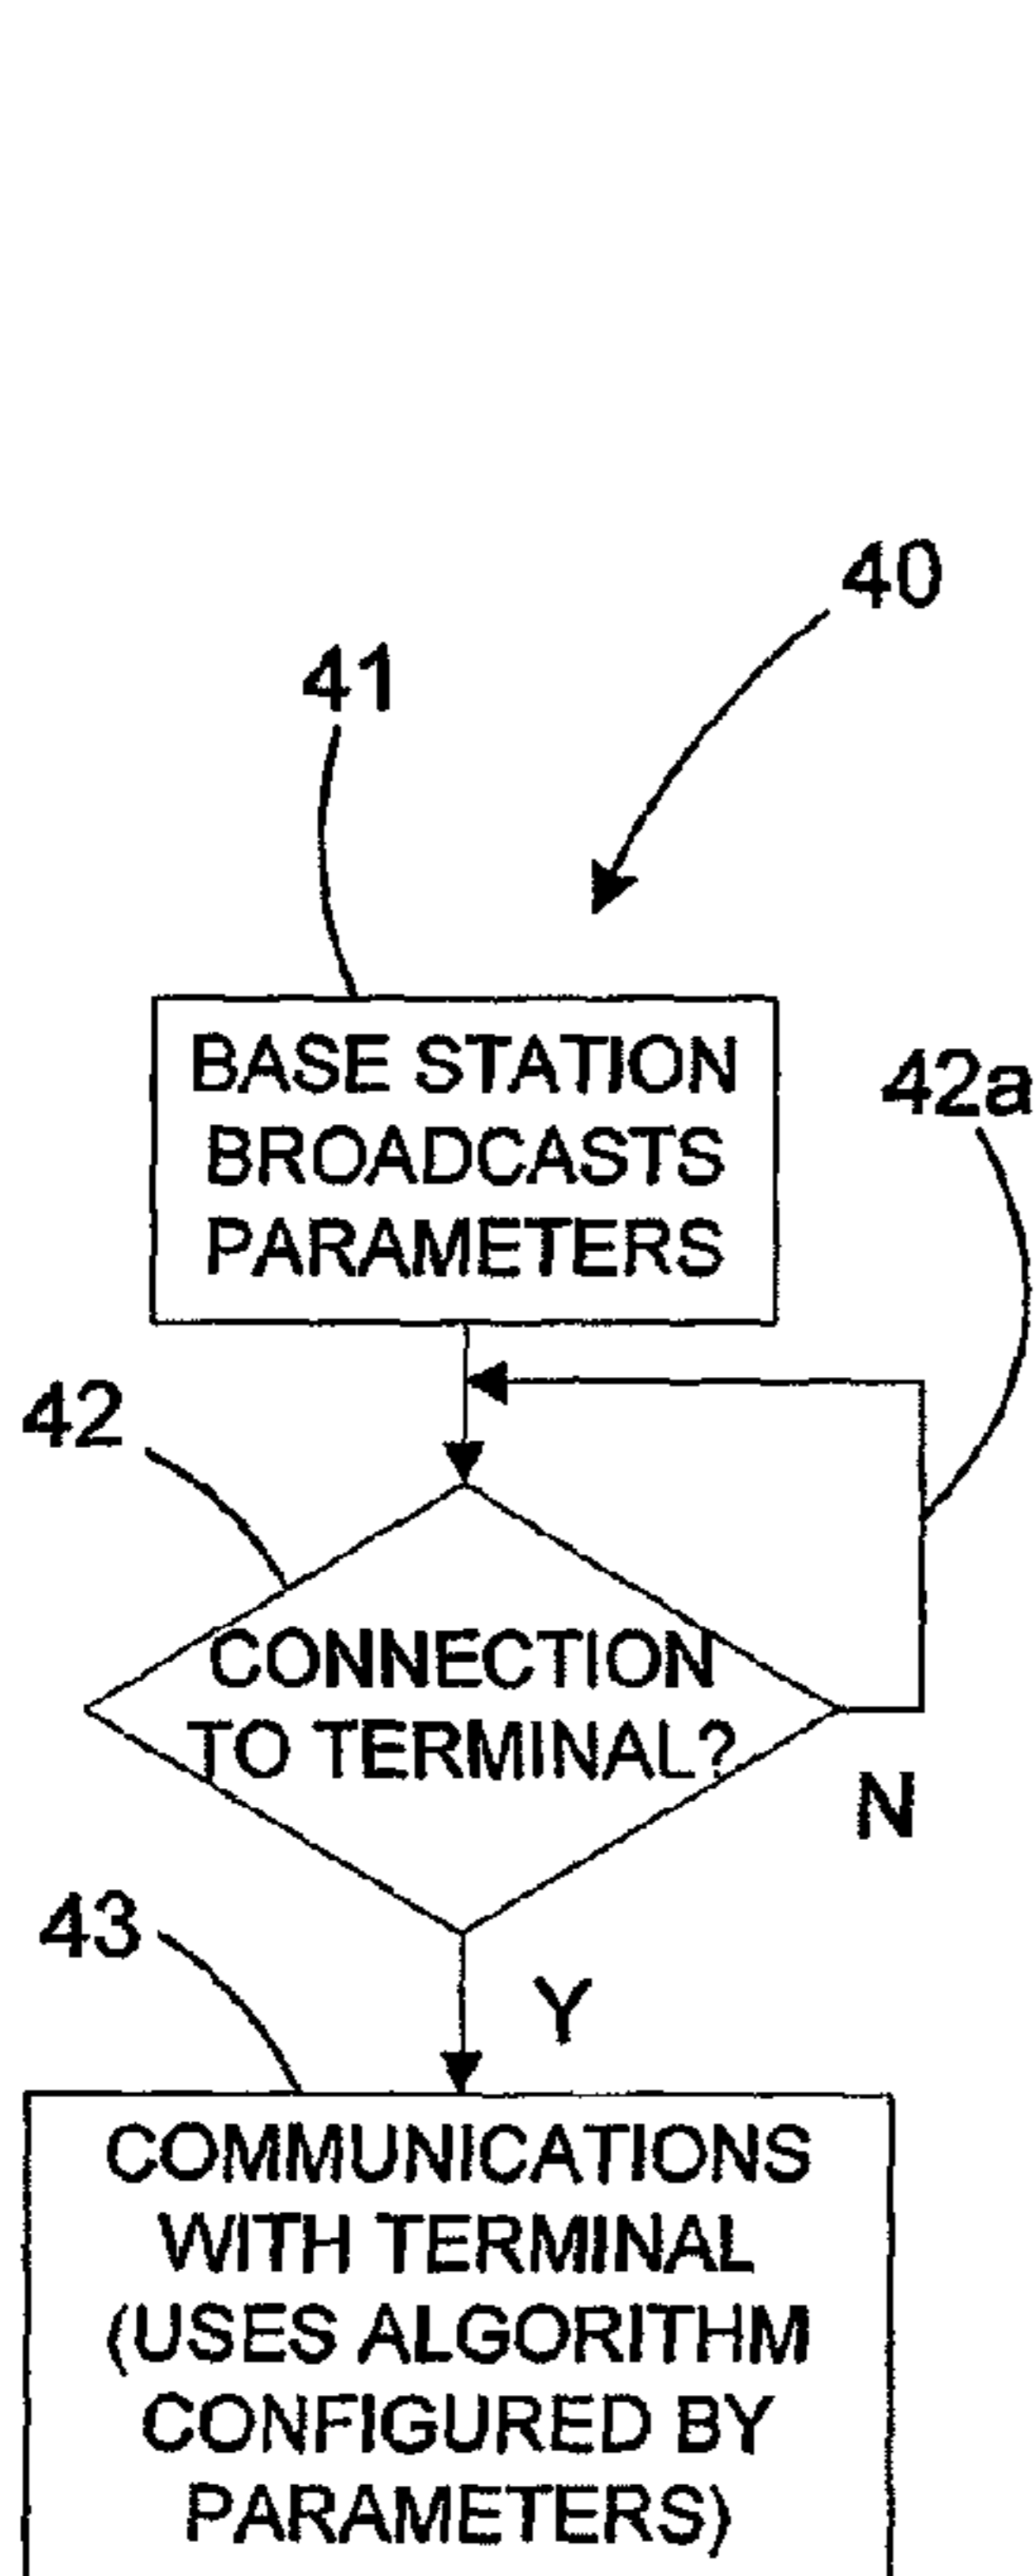 40
41
BASE STATION
BROADCASTS
PARAMETERS
42a
42
CONNECTION
TO TERMINAL?
N
43
Y
COMMUNICATIONS
WITH TERMINAL
(USES ALGORITHM
CONFIGURED BY
PARAMETERS)